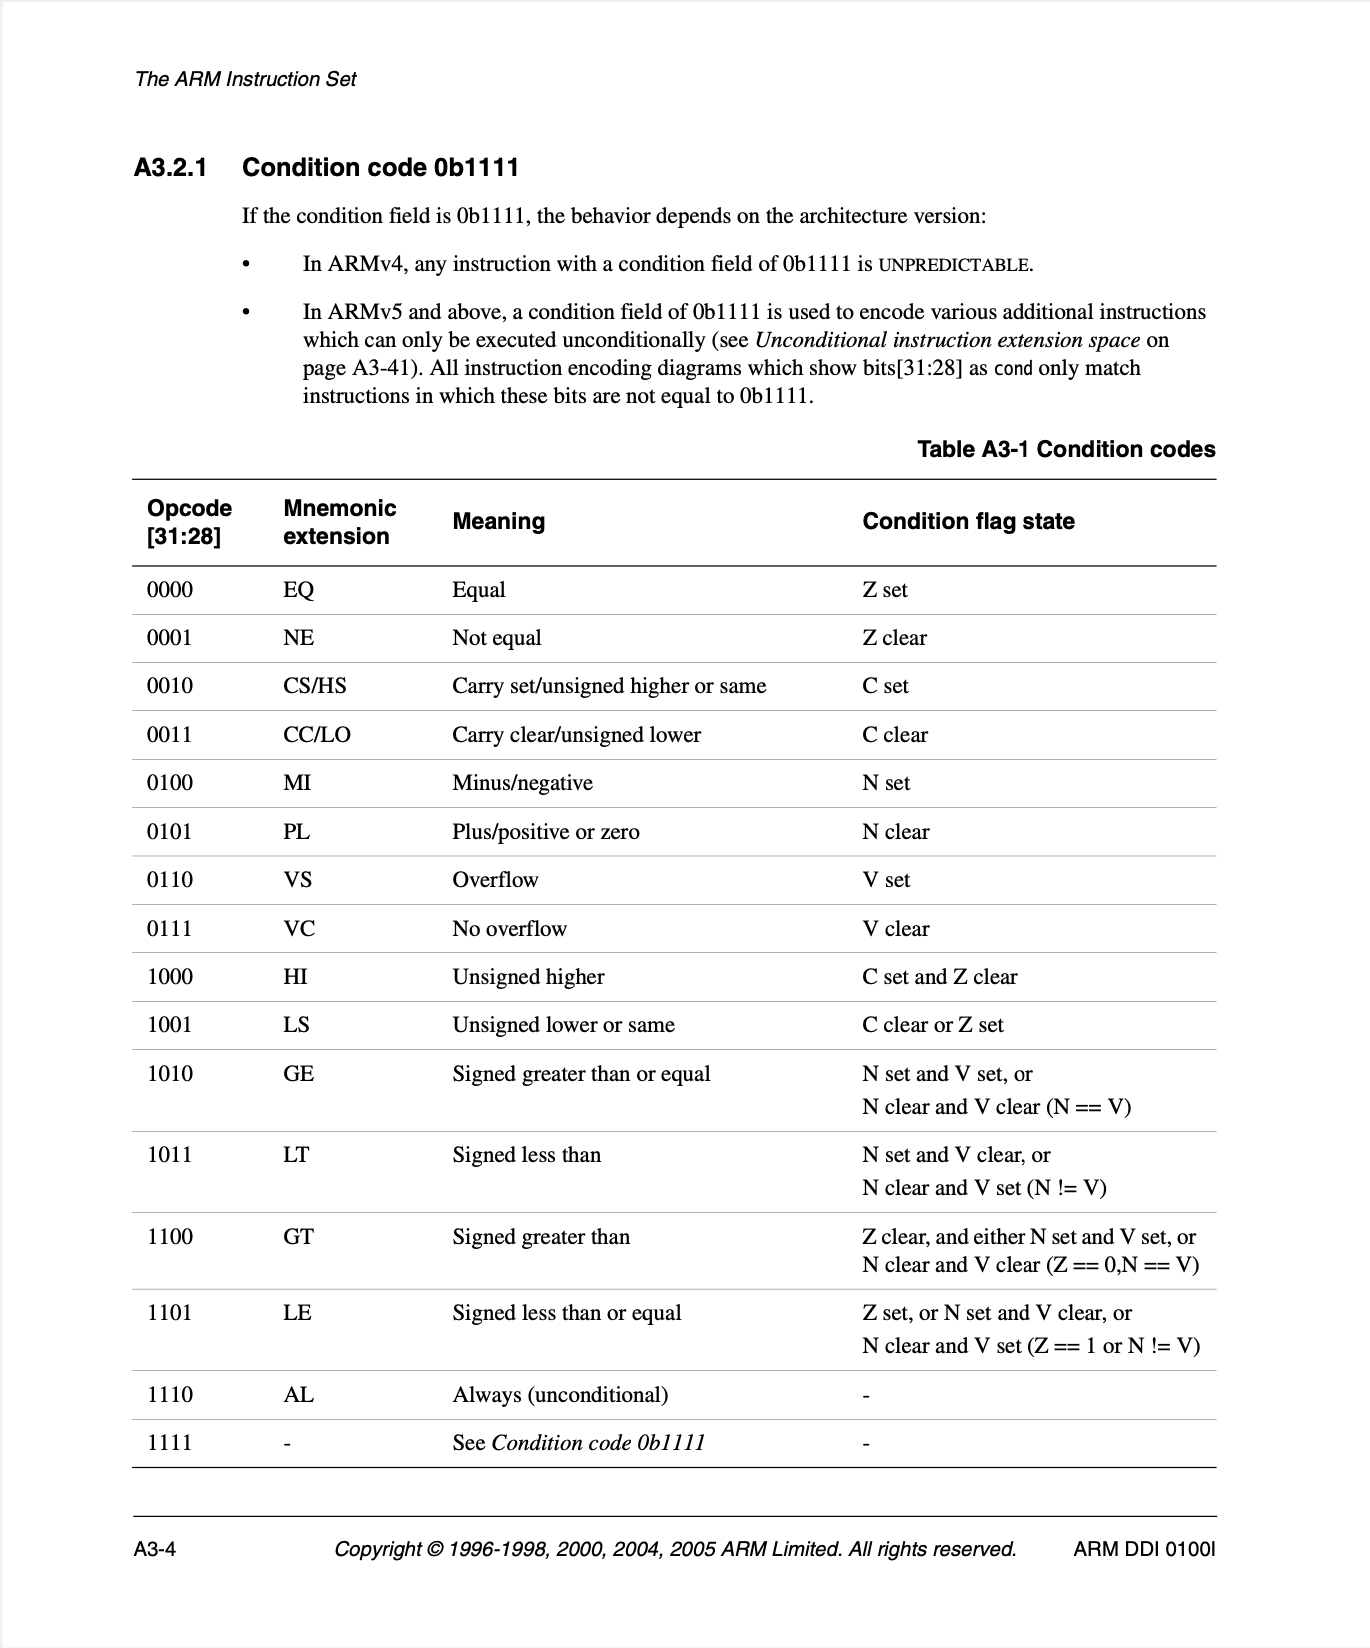 The ARM Instruction Set
A3.2.1 Condition code 0b1111
If the condition field is 0b1111, the behavior depends on the architecture version:
• In ARMv4, any instruction with a condition field of 0b1111 is UNPREDICTABLE.
• In ARMv5 and above, a condition field of 0b1111 is used to encode various additional instructions
which can only be executed unconditionally (see Unconditional instruction extension space on
page A3-41). All instruction encoding diagrams which show bits[31:28] as cond only match
instructions in which these bits are not equal to 0b1111.
Table A3-1 Condition codes
Opcode Mnemonic Meaning Condition flag state
[31:28] extension
0000 EQ Equal Z set
0001 NE Not equal Z clear
0010 CS/HS Carry set/unsigned higher or same C set
0011 CC/LO Carry clear/unsigned lower C clear
0100 MI Minus/negative N set
0101 PL Plus/positive or zero N clear
0110 VS Overflow V set
0111 VC No overflow V clear
1000 HI Unsigned higher C set and Z clear
1001 LS Unsigned lower or same C clear or Z set
1010 GE Signed greater than or equal N set and V set, or
N clear and V clear (N == V)
1011 LT Signed less than N set and V clear, or
N clear and V set (N != V)
1100 GT Signed greater than Z clear, and either N set and V set, or
N clear and V clear (Z == 0,N == V)
1101 LE Signed less than or equal Z set, or N set and V clear, or
N clear and V set (Z == 1 or N != V)
1110 AL Always (unconditional) -
1111 - See Condition code 0b1111 -
A3-4 Copyright © 1996-1998, 2000, 2004, 2005 ARM Limited. All rights reserved. ARM DDI 0100I